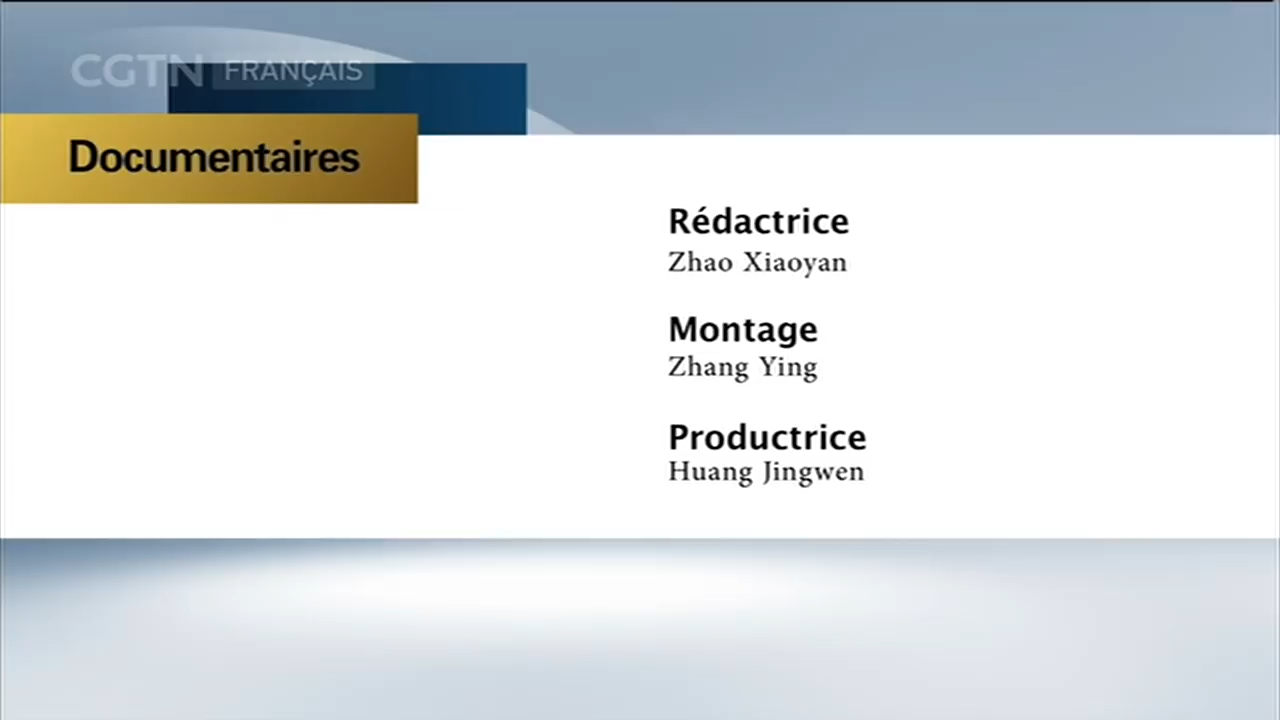 CGTN FRANÇAIS
Documentaires
Rédactrice
Zhao Xiaoyan
Montage
Zhang Ying
Productrice
Huang Jingwen